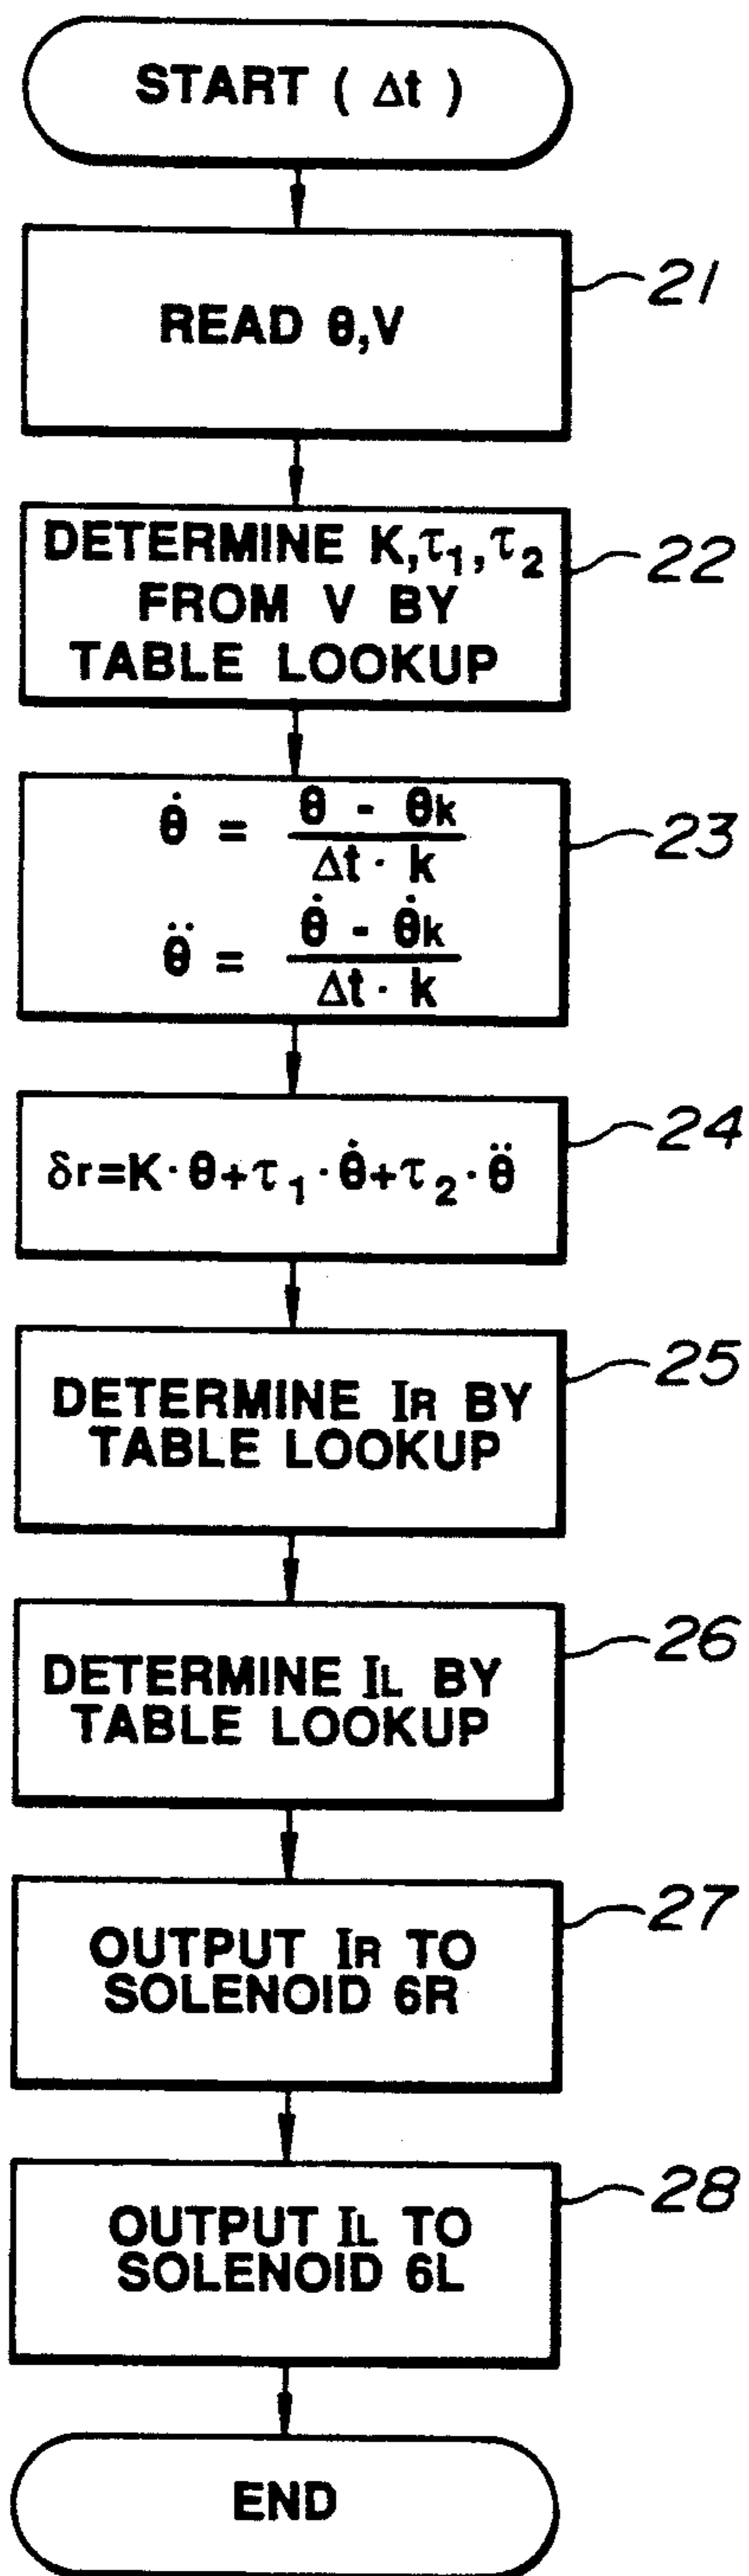 START ( Δt )
READ θ,V
21
DETERMINE K,τ₁,τ₂
FROM V BY
TABLE LOOKUP
22
θ̇ = θ - θk / Δt · k
θ̈ = θ̇ - θ̇k / Δt · k
23
δr=K·θ+τ₁·θ̇+τ₂·θ̈
24
DETERMINE IR BY
TABLE LOOKUP
25
DETERMINE IL BY
TABLE LOOKUP
26
OUTPUT IR TO
SOLENOID 6R
27
OUTPUT IL TO
SOLENOID 6L
28
END